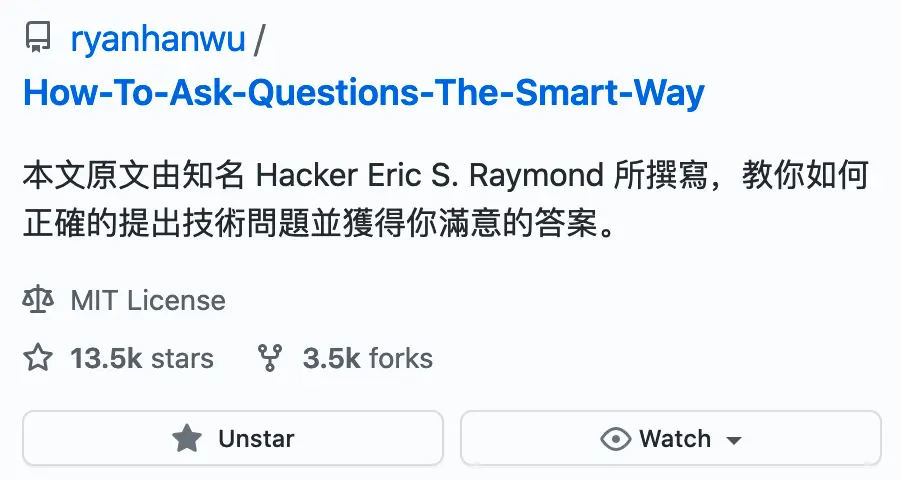 ryanhanwu /
How-To-Ask-Questions-The-Smart-Way
本文原文由知名 Hacker Eric S. Raymond 所撰寫，教你如何
正確的提出技術問題並獲得你滿意的答案。
MIT License
13.5k stars 3.5k forks
Unstar Watch